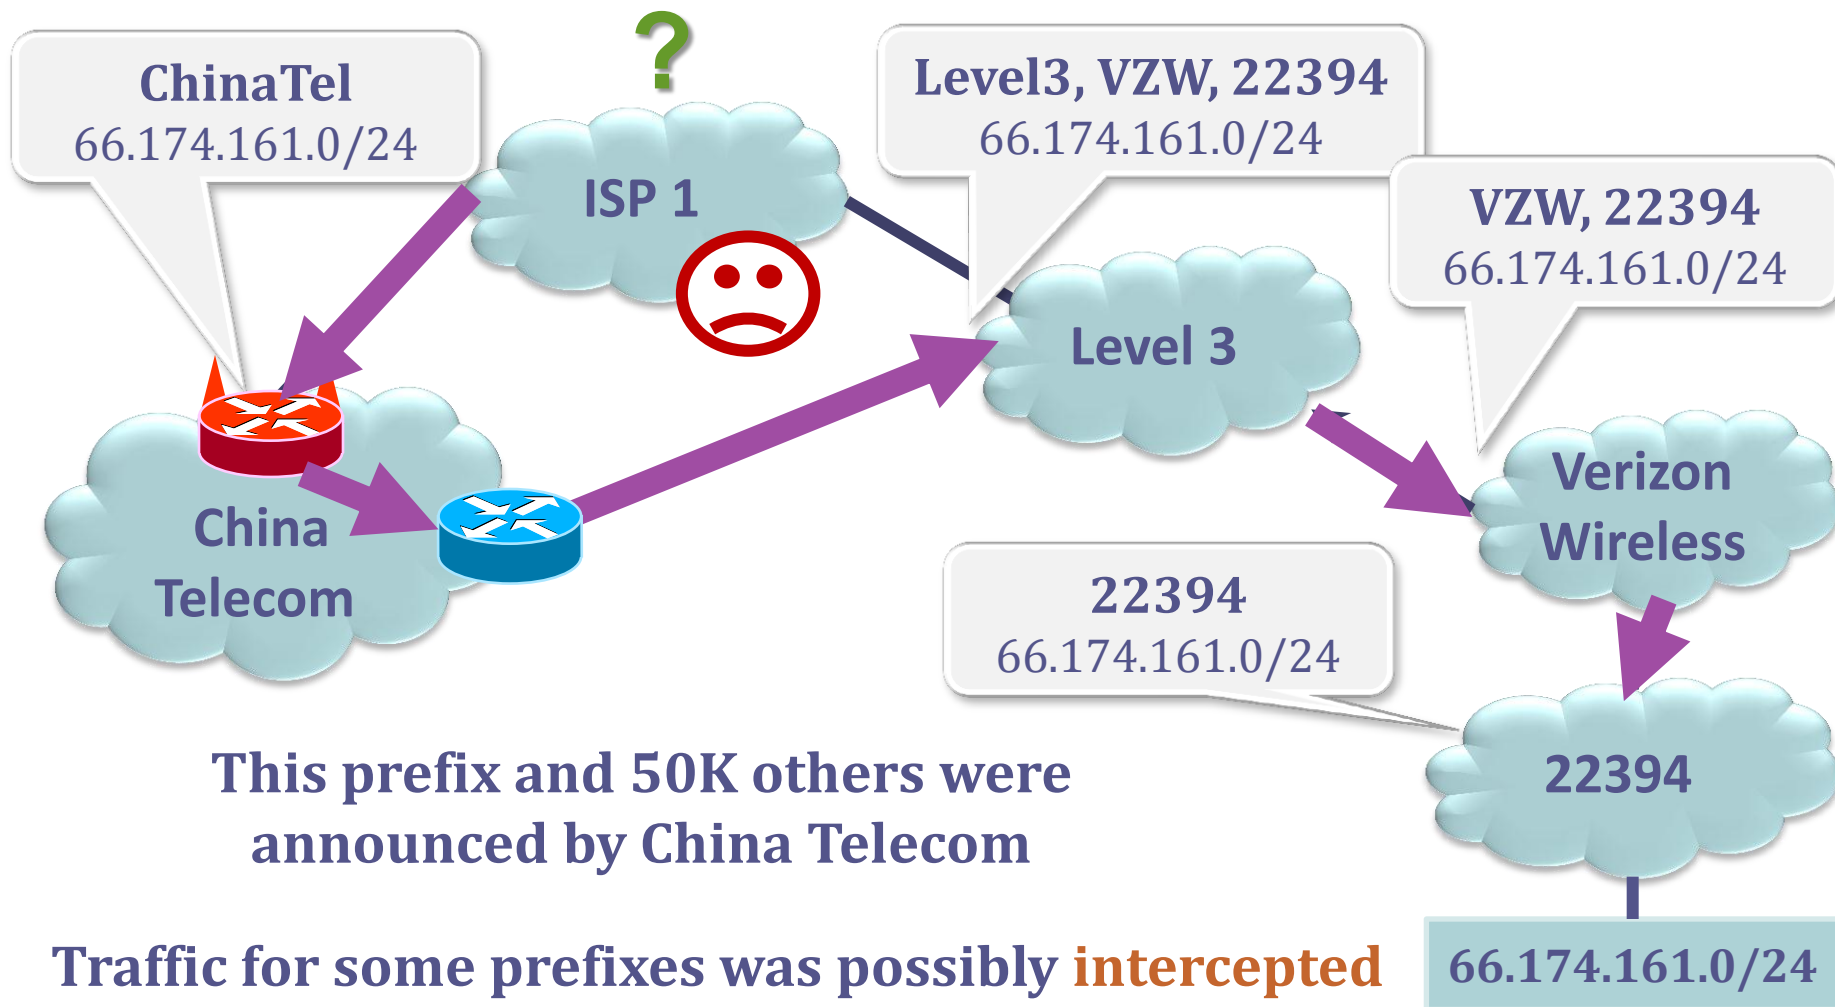 ?
ChinaTel
66.174.161.0/24
Level3, VZW, 22394
66.174.161.0/24
ISP 1
VZW, 22394
66.174.161.0/24
Level 3
China
Telecom
Verizon
Wireless
22394
66.174.161.0/24
22394
This prefix and 50K others were
announced by China Telecom
Traffic for some prefixes was possibly intercepted
66.174.161.0/24